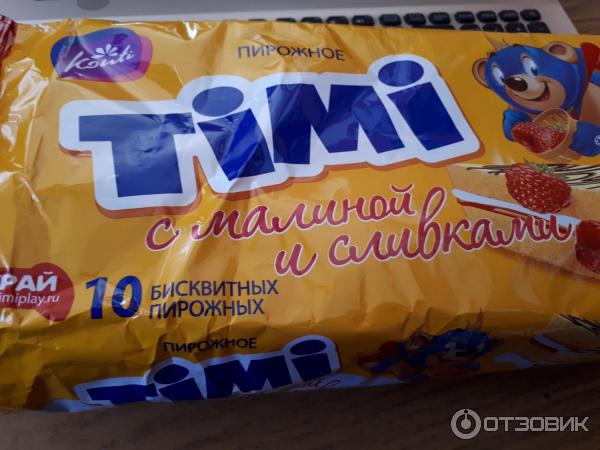 Konti
ПИРОЖНОЕ
TiMi
с малиной
и сливками
РАЙ
imiplay.ru
10 БИСКВИТНЫХ
ПИРОЖНЫХ
ПИРОЖНОЕ
TiMi
ОТЗОВИК